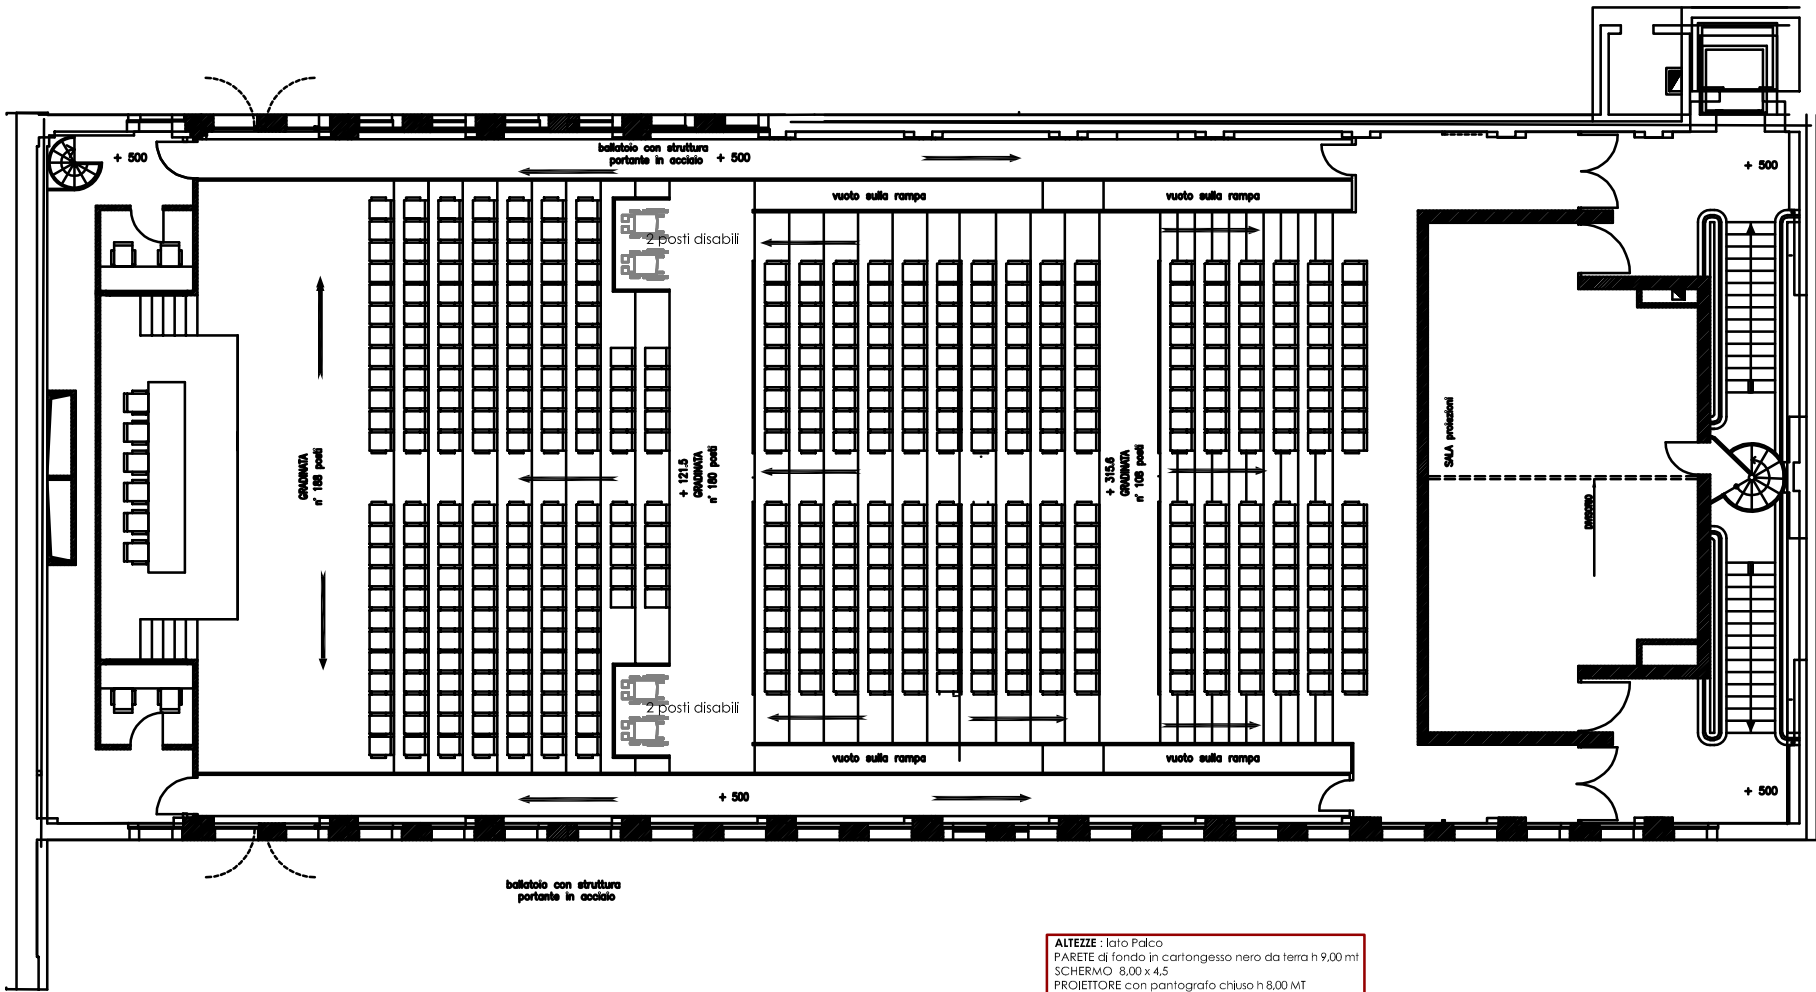 + 500
ballatoio con struttura
portante in acciaio
+ 500
+ 500
vuoto sulla rampa
vuoto sulla rampa
2 posti disabili
GRADINATA
n° 188 posti
+ 121.5
GRADINATA
n° 180 posti
+ 315.6
GRADINATA
n° 108 posti
SALA proiezioni
DIVISORIO
2 posti disabili
vuoto sulla rampa
vuoto sulla rampa
+ 500
+ 500
ballatoio con struttura
portante in acciaio
ALTEZZE : lato Palco
PARETE di fondo in cartongesso nero da terra h 9,00 mt
SCHERMO 8,00 x 4,5
PROIETTORE con pantografo chiuso h 8,00 MT